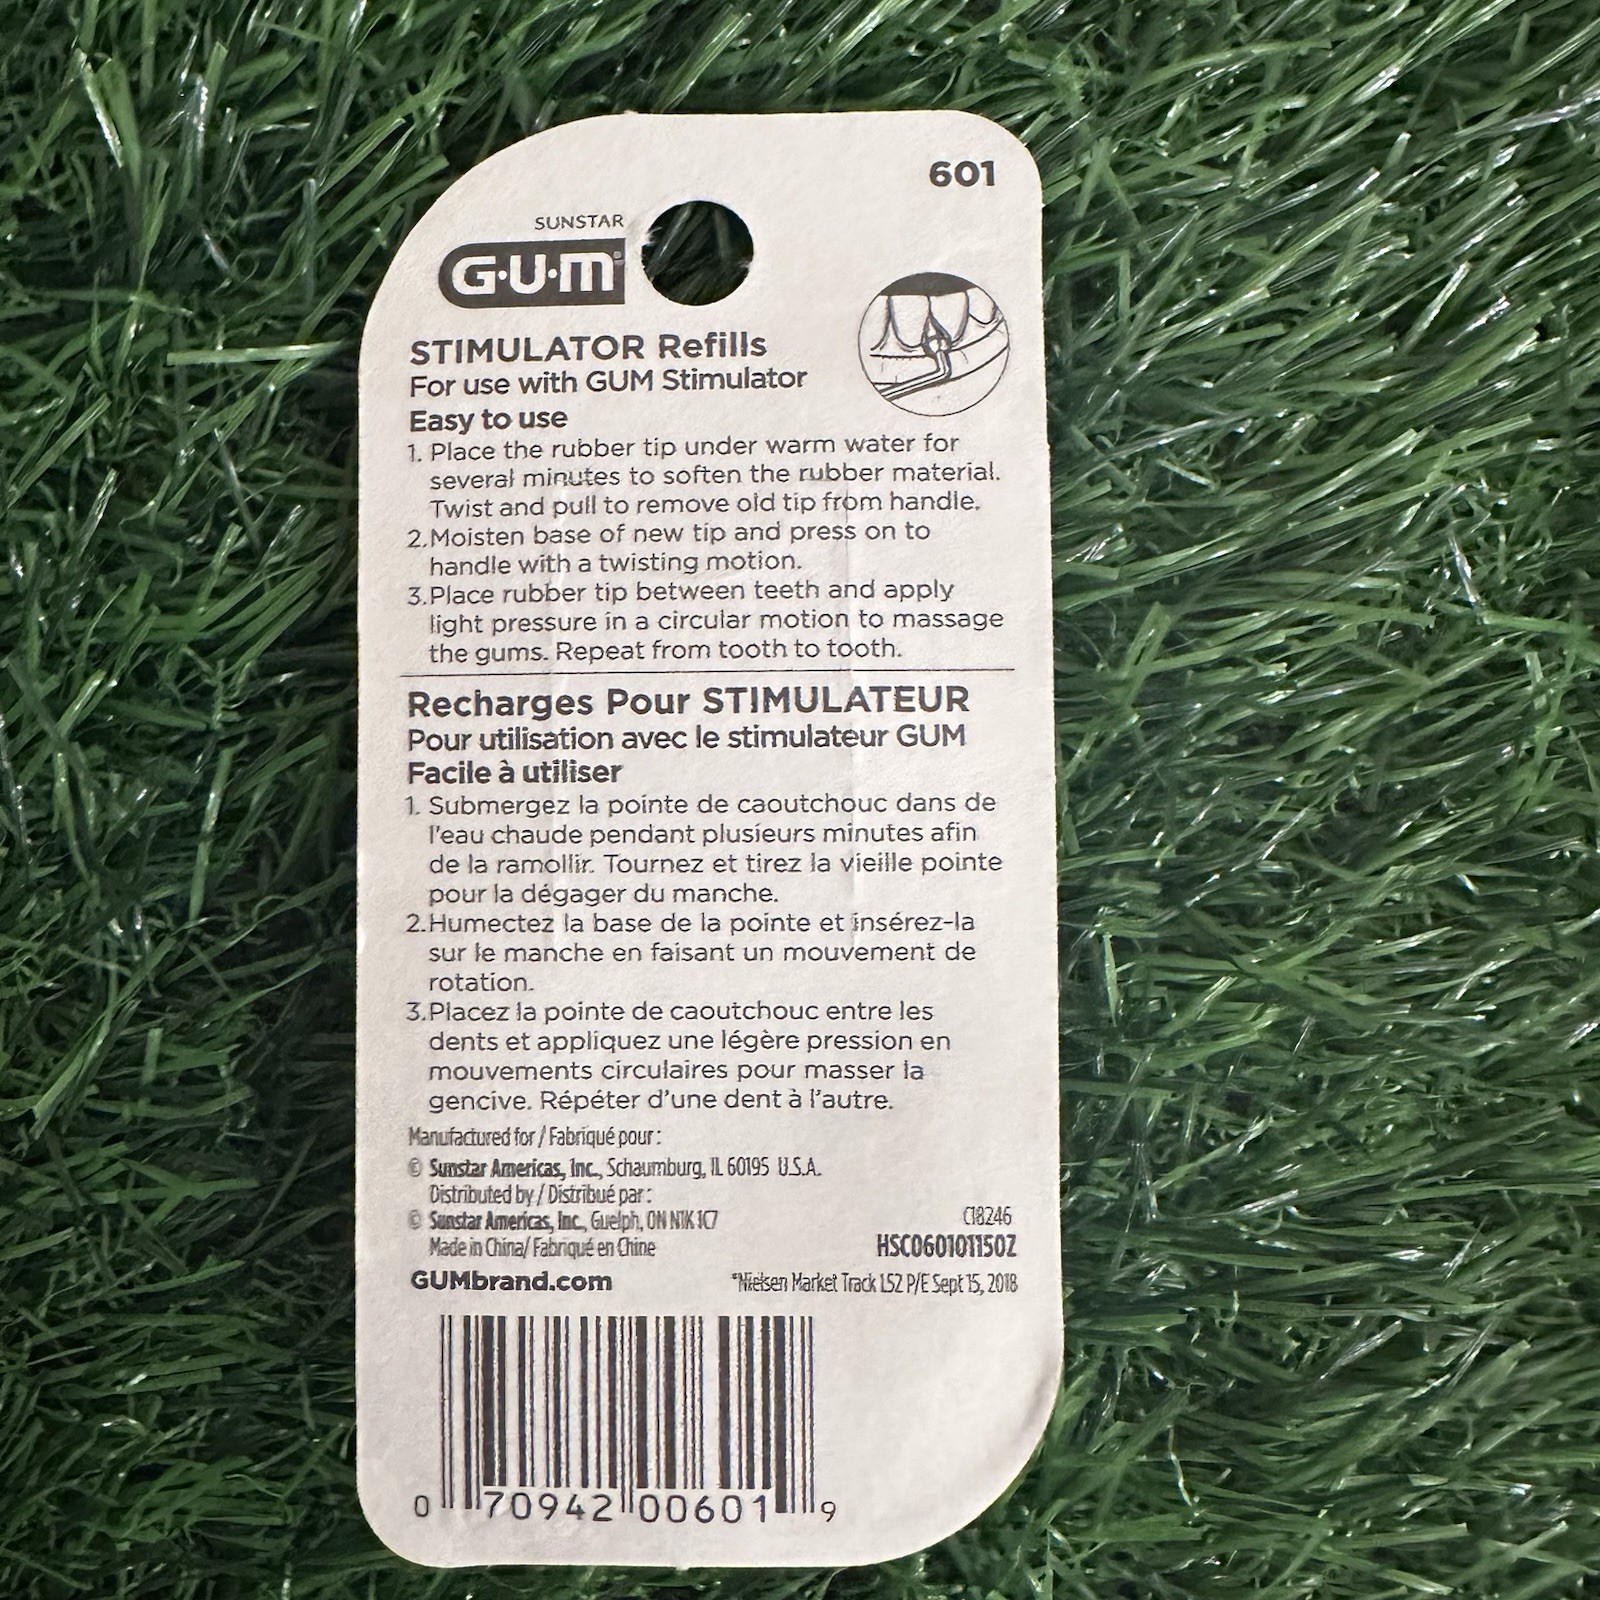 601
SUNSTAR
G·U·M®
STIMULATOR Refills
For use with GUM Stimulator
Easy to use
1. Place the rubber tip under warm water for
several minutes to soften the rubber material.
Twist and pull to remove old tip from handle.
2.Moisten base of new tip and press on to
handle with a twisting motion.
3.Place rubber tip between teeth and apply
light pressure in a circular motion to massage
the gums. Repeat from tooth to tooth.
Recharges Pour STIMULATEUR
Pour utilisation avec le stimulateur GUM
Facile à utiliser
1. Submergez la pointe de caoutchouc dans de
l'eau chaude pendant plusieurs minutes afin
de la ramollir. Tournez et tirez la vieille pointe
pour la dégager du manche.
2.Humectez la base de la pointe et insérez-la
sur le manche en faisant un mouvement de
rotation.
3.Placez la pointe de caoutchouc entre les
dents et appliquez une légère pression en
mouvements circulaires pour masser la
gencive. Répéter d'une dent à l'autre.
Manufactured for / Fabriqué pour :
© Sunstar Americas, Inc., Schaumburg, IL 60195 U.S.A.
Distributed by / Distribué par :
© Sunstar Americas, Inc., Guelph, ON N1K 1C7
C18246
Made in China/ Fabriqué en Chine
HSC060101150Z
GUMbrand.com
*Nielsen Market Track L52 P/E Sept 15, 2018
0 70942 00601 9